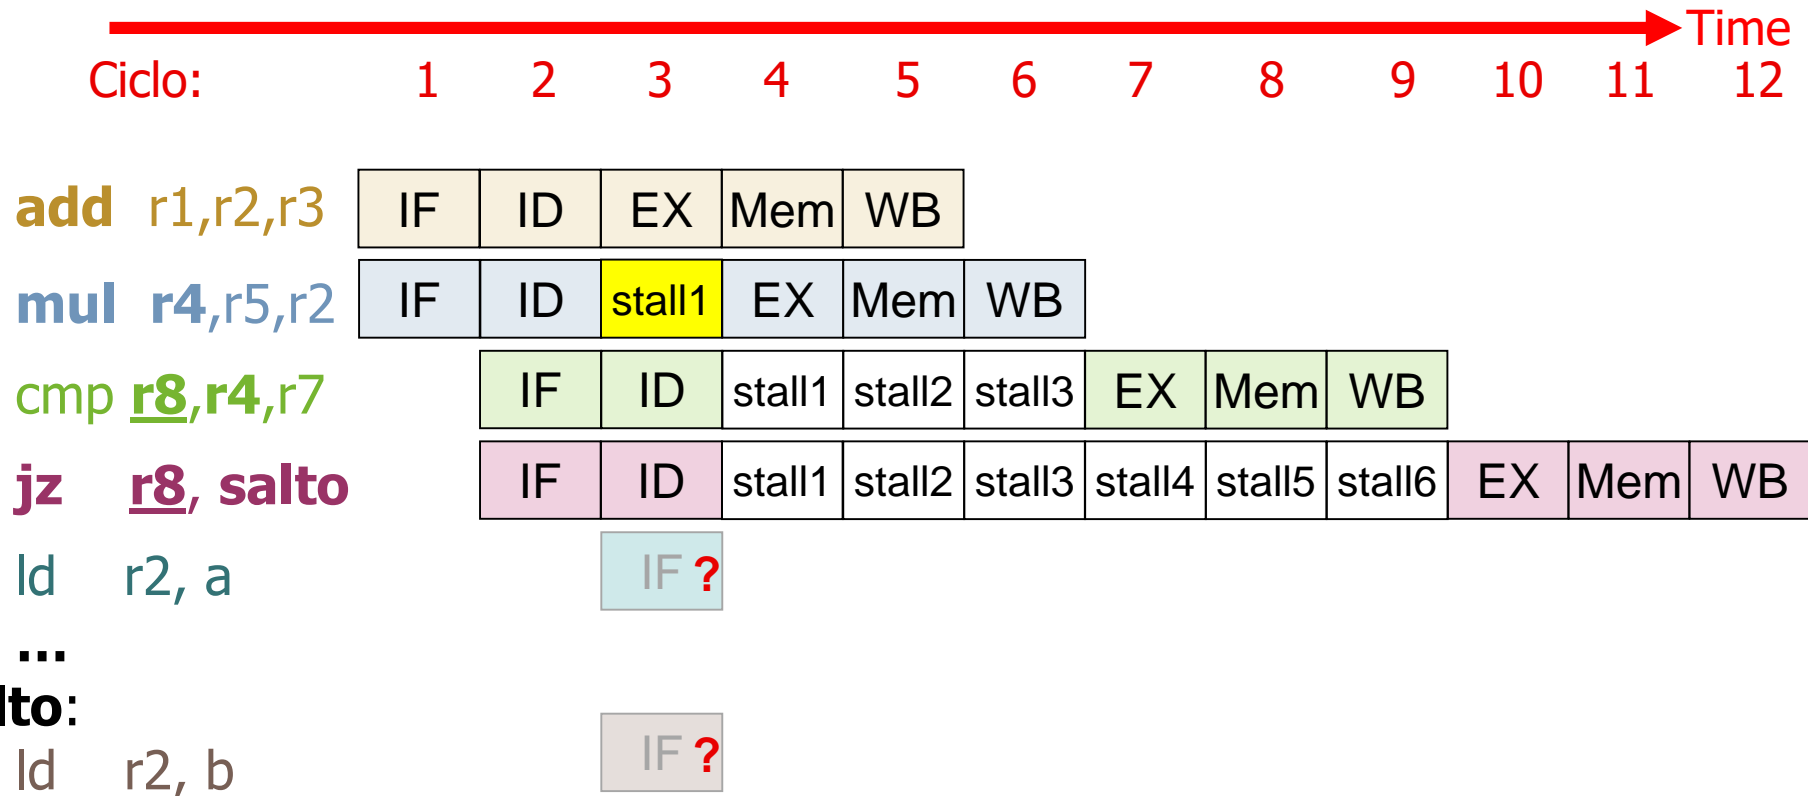 Time
Ciclo: 1 2 3 4 5 6 7 8 9 10 11 12
add r1,r2,r3 IF ID EX Mem WB
mul r4,r5,r2 IF ID stall1 EX Mem WB
cmp r8,r4,r7 IF ID stall1 stall2 stall3 EX Mem WB
jz r8, salto IF ID stall1 stall2 stall3 stall4 stall5 stall6 EX Mem WB
ld r2, a IF ?
...
lto:
ld r2, b IF ?